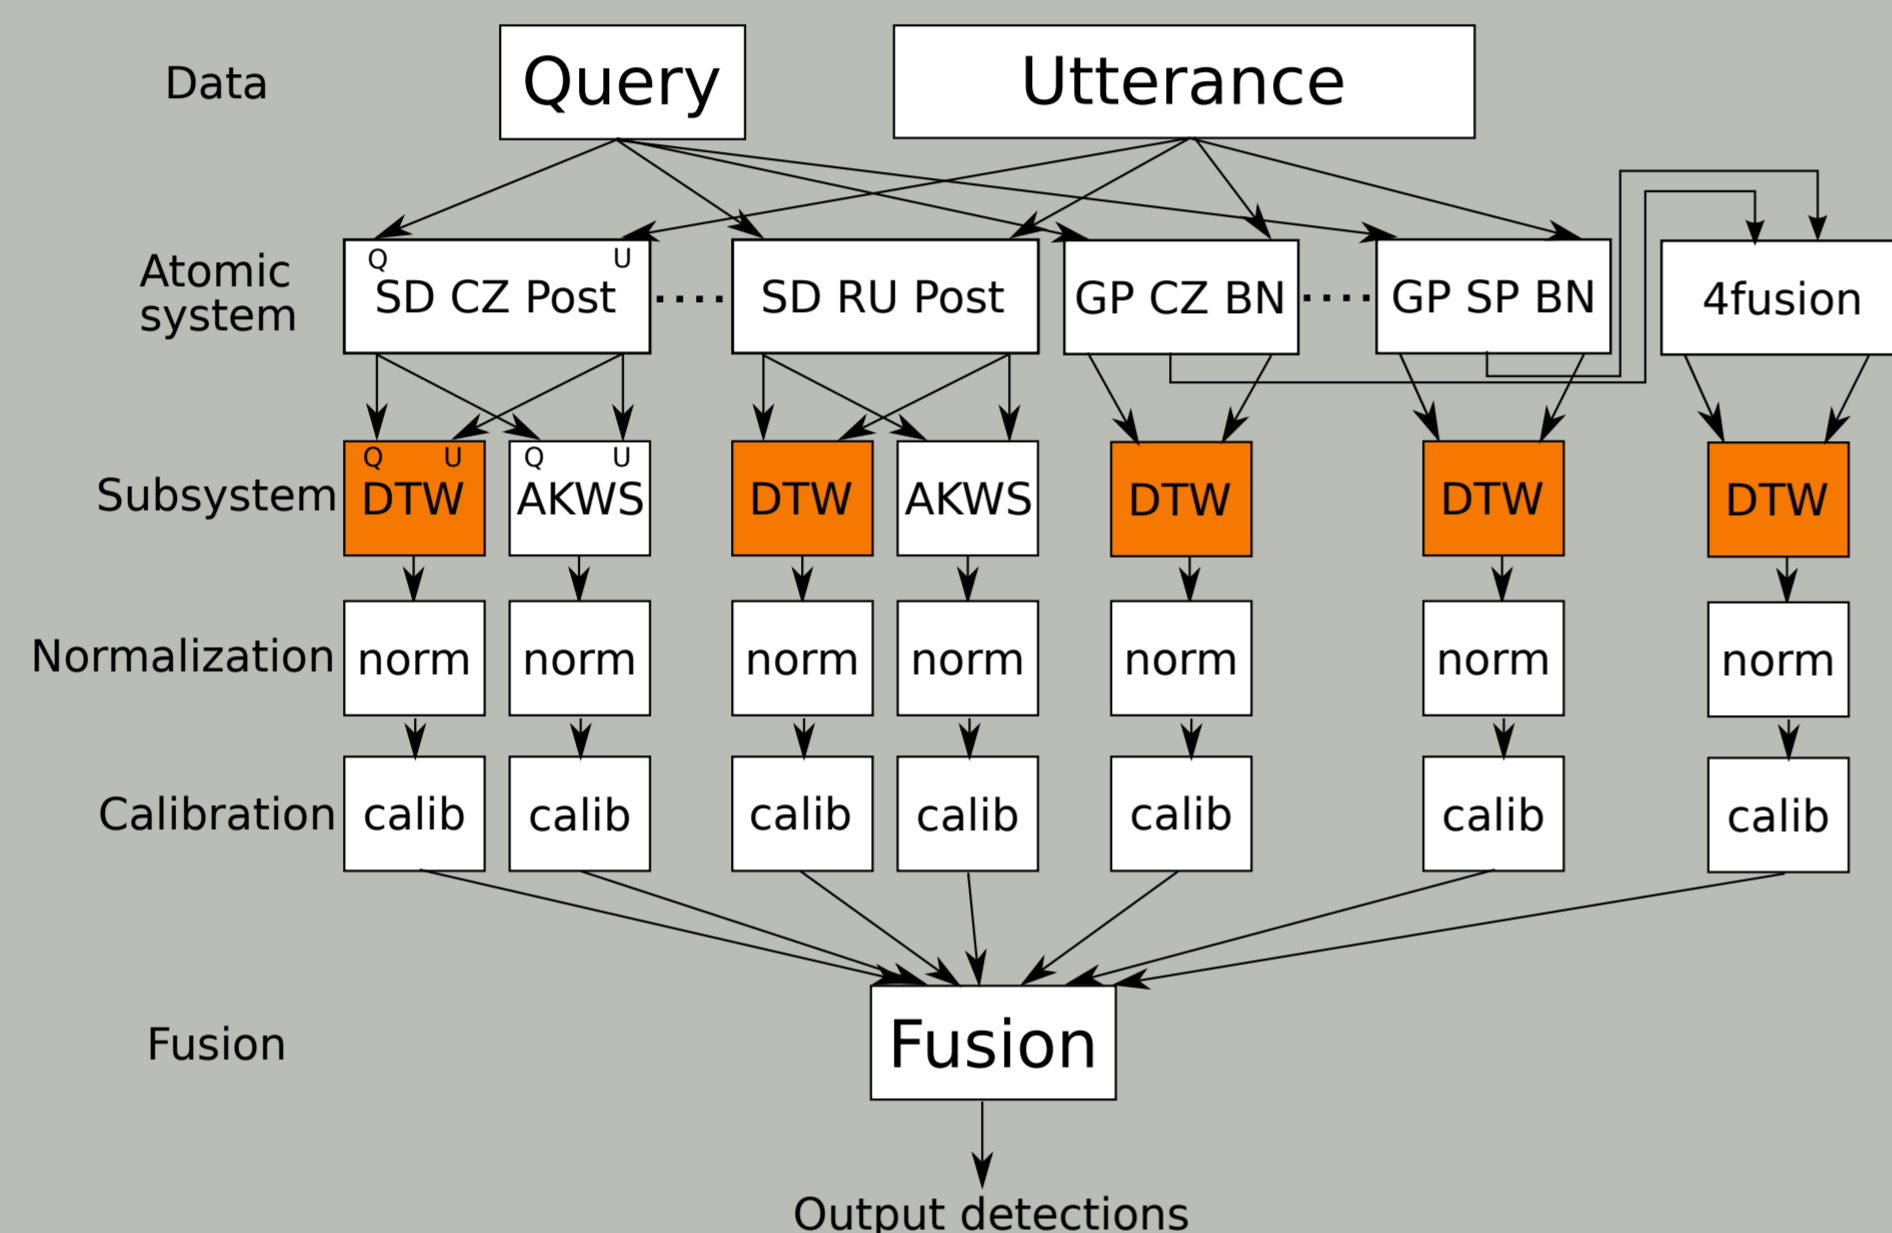 Data
Query
Utterance
Atomic
system
Q
U
SD CZ Post
....
SD RU Post
GP CZ BN
....
GP SP BN
4fusion
Subsystem
Q U
DTW
Q U
AKWS
DTW
AKWS
DTW
DTW
DTW
Normalization
norm
norm
norm
norm
norm
norm
norm
Calibration
calib
calib
calib
calib
calib
calib
calib
Fusion
Fusion
Output detections